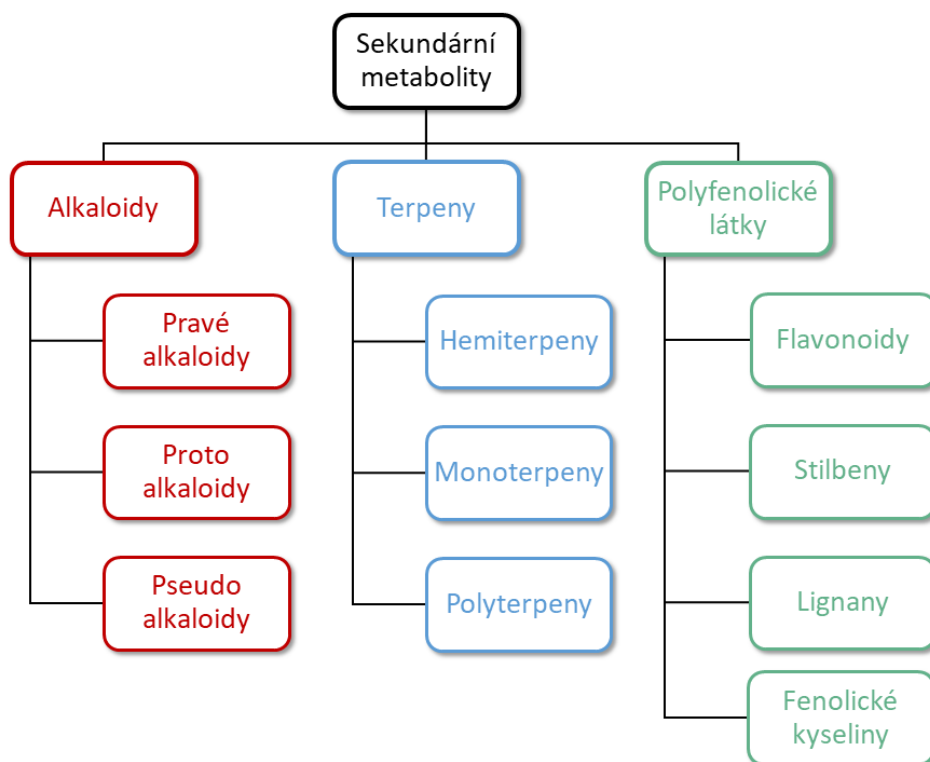 Sekundární
metabolity
Alkaloidy
Terpeny
Polyfenolické
látky
Pravé
alkaloidy
Hemiterpeny
Flavonoidy
Proto
alkaloidy
Monoterpeny
Stilbeny
Pseudo
alkaloidy
Polyterpeny
Lignany
Fenolické
kyseliny